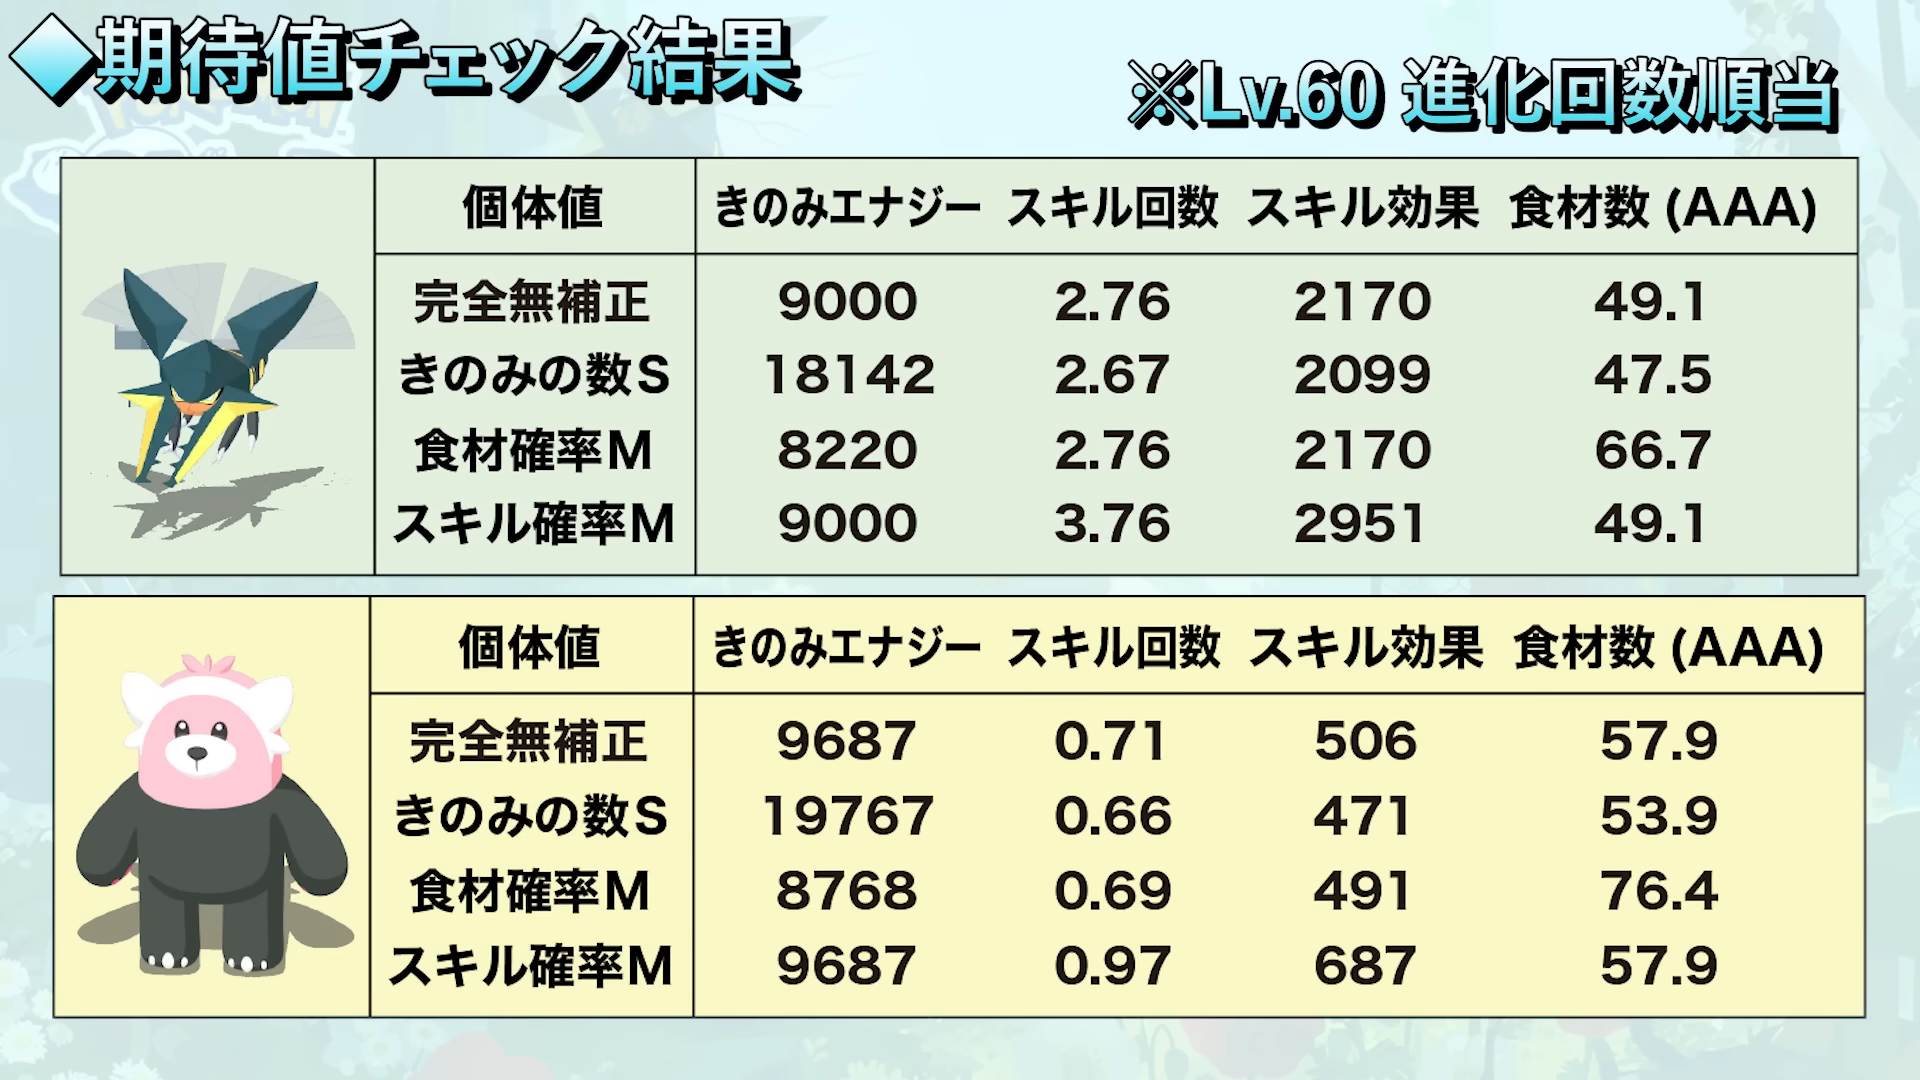 ◆期待値チェック結果
※Lv.60 進化回数順当
個体値 きのみエナジー スキル回数 スキル効果 食材数 (AAA)
完全無補正 9000 2.76 2170 49.1
きのみの数S 18142 2.67 2099 47.5
食材確率M 8220 2.76 2170 66.7
スキル確率M 9000 3.76 2951 49.1
個体値 きのみエナジー スキル回数 スキル効果 食材数 (AAA)
完全無補正 9687 0.71 506 57.9
きのみの数S 19767 0.66 471 53.9
食材確率M 8768 0.69 491 76.4
スキル確率M 9687 0.97 687 57.9